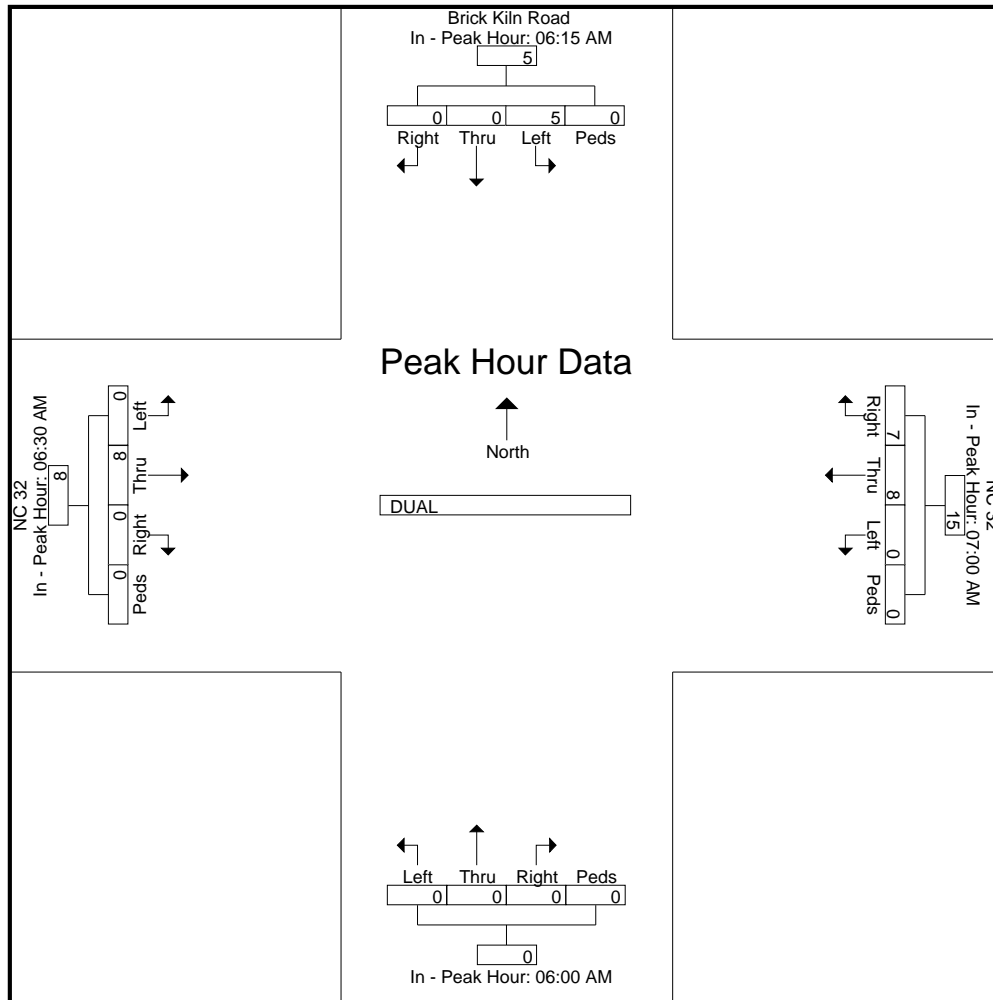 Brick Kiln Road
In - Peak Hour: 06:15 AM
5
0 0 5 0
Right Thru Left Peds
Peak Hour Data
North
DUAL
NC 32
In - Peak Hour: 06:30 AM
8
0 8 0 0
Left Thru Right Peds
NC 32
In - Peak Hour: 07:00 AM
15
7 8 0 0
Right Thru Left Peds
Left Thru Right Peds
0 0 0 0
0
In - Peak Hour: 06:00 AM